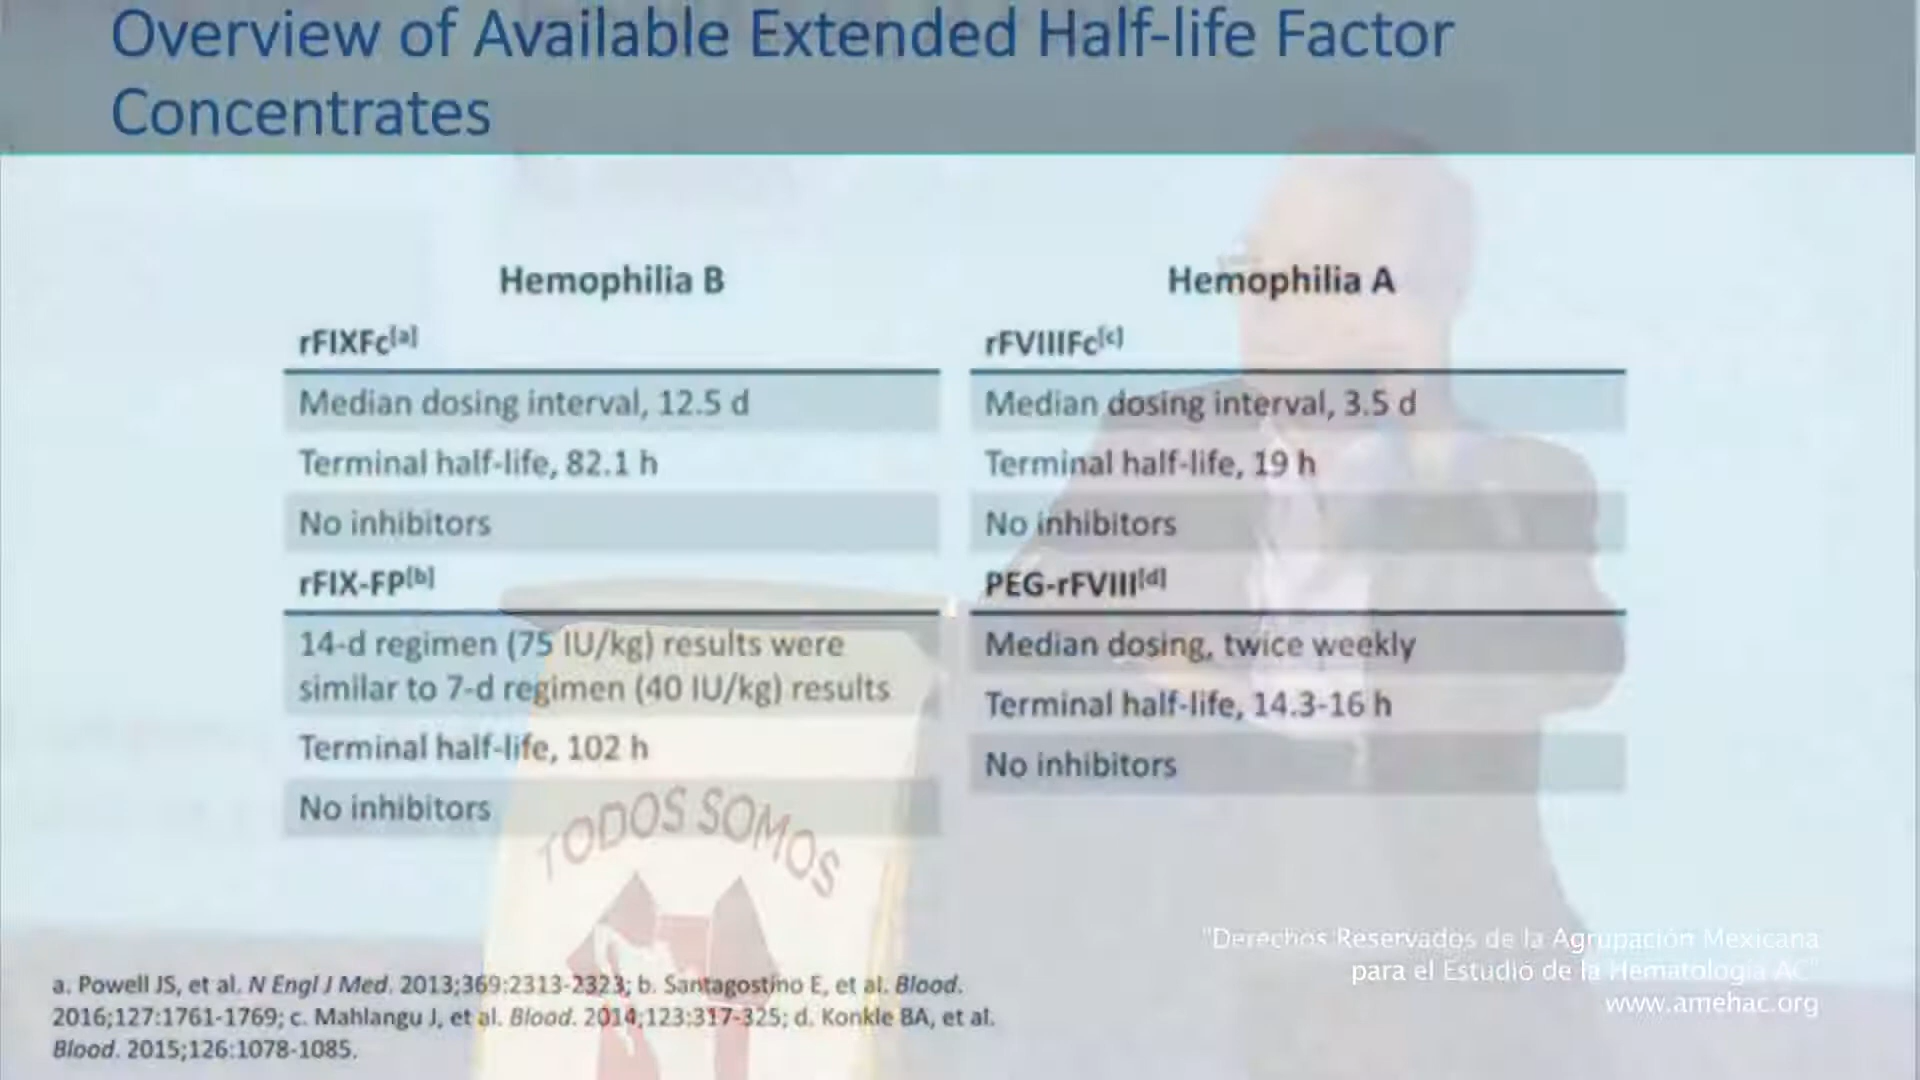 Overview of Available Extended Half-life Factor
Concentrates
Hemophilia B
rFIXFc[a]
Median dosing interval, 12.5 d
Terminal half-life, 82.1 h
No inhibitors
rFIX-FP[b]
14-d regimen (75 IU/kg) results were
similar to 7-d regimen (40 IU/kg) results
Terminal half-life, 102 h
No inhibitors
Hemophilia A
rFVIIIFc[c]
Median dosing interval, 3.5 d
Terminal half-life, 19 h
No inhibitors
PEG-rFVIII[d]
Median dosing, twice weekly
Terminal half-life, 14.3-16 h
No inhibitors
TODOS SOMOS
a. Powell JS, et al. N Engl J Med. 2013;369:2313-2323; b. Santagostino E, et al. Blood.
2016;127:1761-1769; c. Mahlangu J, et al. Blood. 2014;123:317-325; d. Konkle BA, et al.
Blood. 2015;126:1078-1085.
"Derechos Reservados de la Agrupación Mexicana
para el Estudio de la Hematología AC"
www.amehac.org